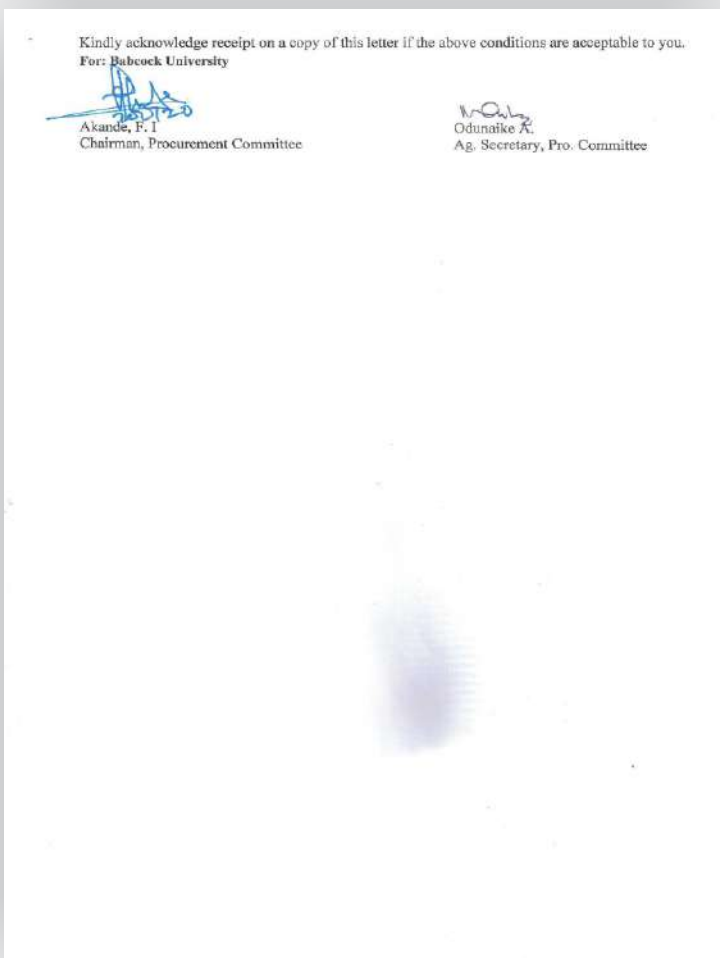 Kindly acknowledge receipt on a copy of this letter if the above conditions are acceptable to you.
For: Babcock University
Akande, F. I
Chairman, Procurement Committee
Odunaike R.
Ag. Secretary, Pro. Committee